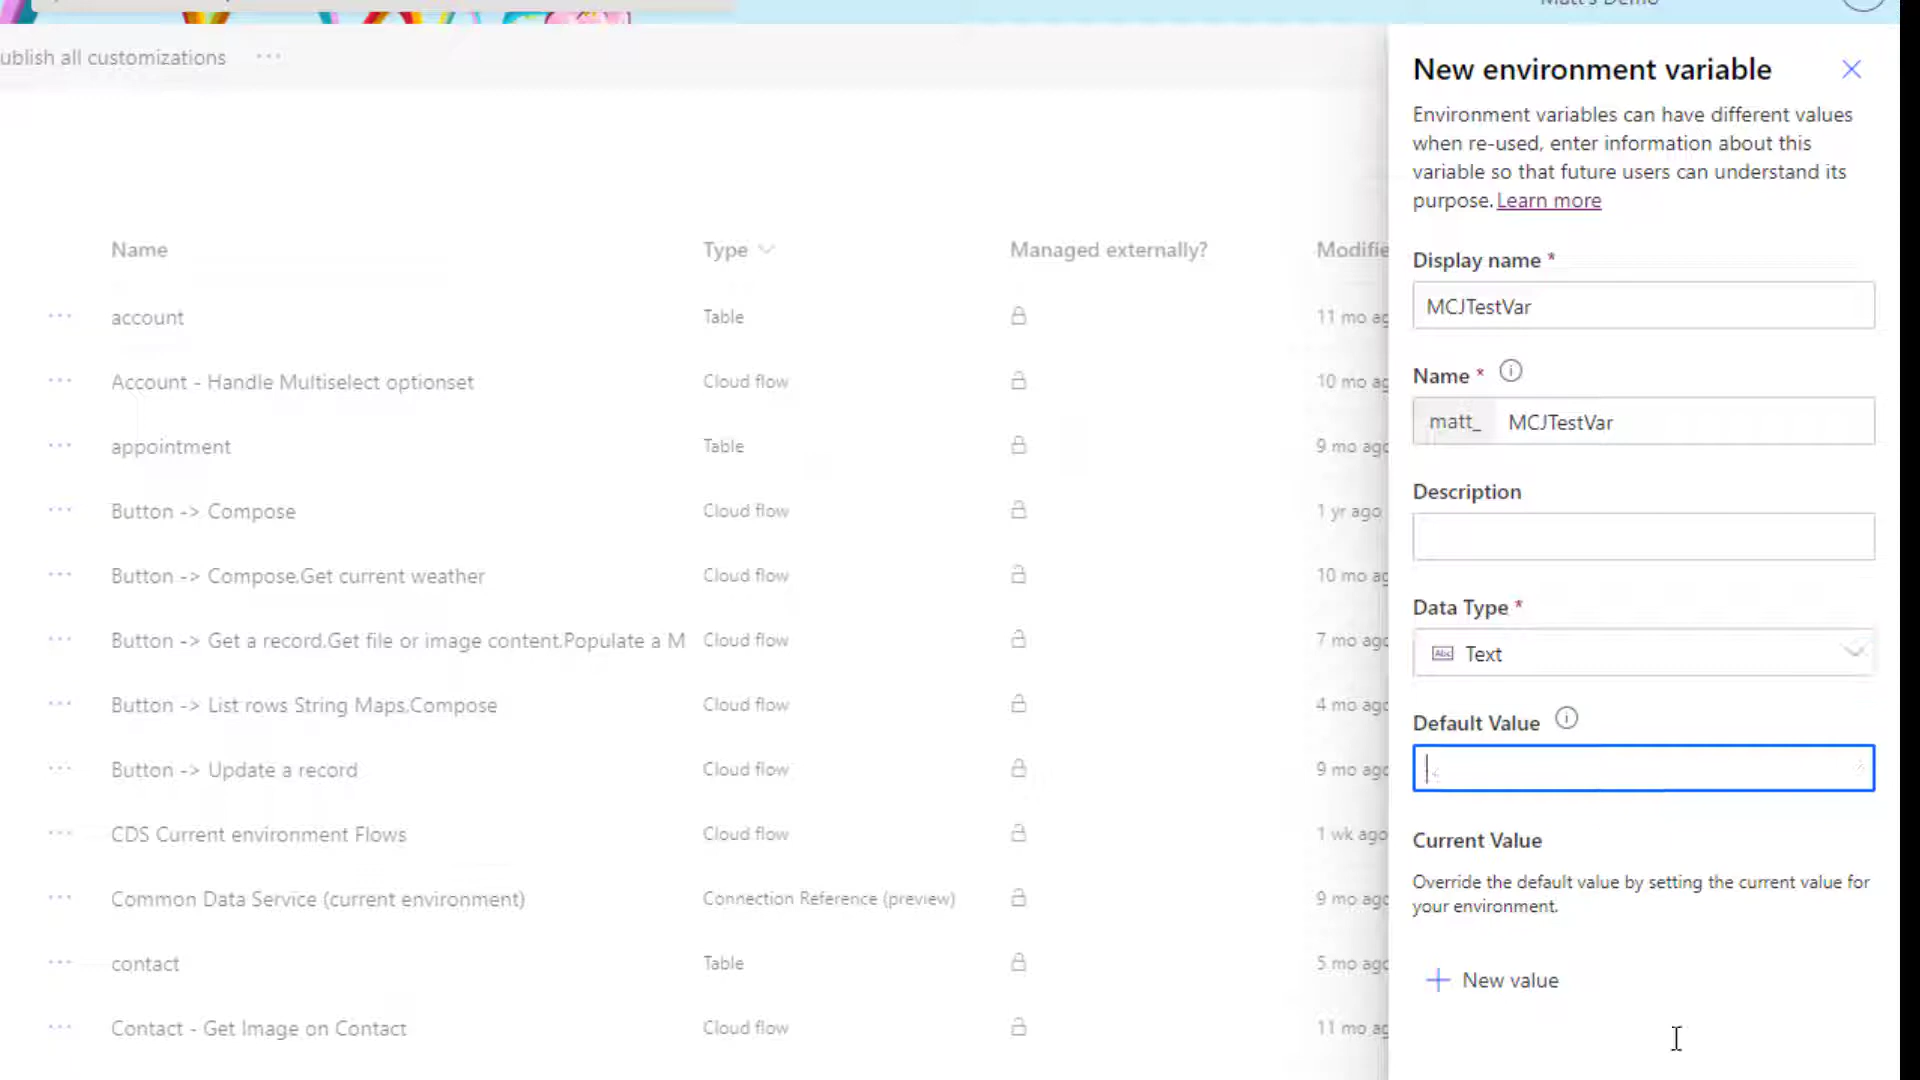 ublish all customizations
New environment variable
Environment variables can have different values
when re-used, enter information about this
variable so that future users can understand its
purpose. Learn more
Name Type Managed externally? Modifie
account Table 11 mo ag
Account - Handle Multiselect optionset Cloud flow 10 mo ag
appointment Table 9 mo ago
Button -> Compose Cloud flow 1 yr ago
Button -> Compose.Get current weather Cloud flow 10 mo ag
Button -> Get a record.Get file or image content.Populate a M Cloud flow 7 mo ago
Button -> List rows String Maps.Compose Cloud flow 4 mo ago
Button -> Update a record Cloud flow 9 mo ago
CDS Current environment Flows Cloud flow 1 wk ago
Common Data Service (current environment) Connection Reference (preview) 9 mo ago
contact Table 5 mo ago
Contact - Get Image on Contact Cloud flow 11 mo ag
Display name *
MCJTestVar
Name *
matt_ MCJTestVar
Description
Data Type *
Abc Text
Default Value
Current Value
Override the default value by setting the current value for
your environment.
+ New value